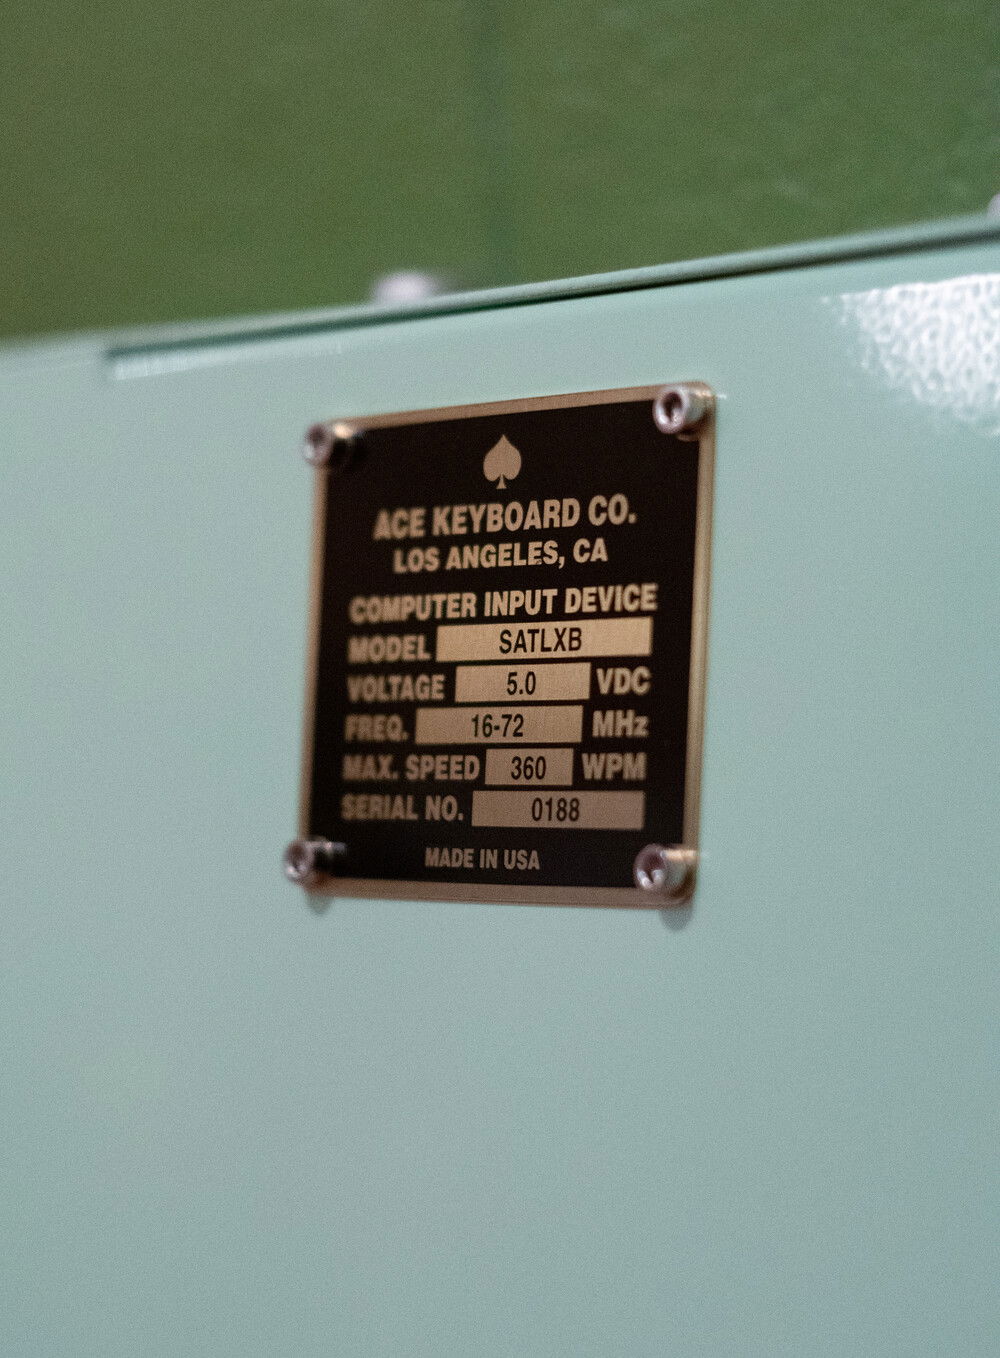 ACE KEYBOARD CO.
LOS ANGELES, CA
COMPUTER INPUT DEVICE
MODEL SATLXB
VOLTAGE 5.0 VDC
FREQ. 16-72 MHz
MAX. SPEED 360 WPM
SERIAL NO. 0188
MADE IN USA